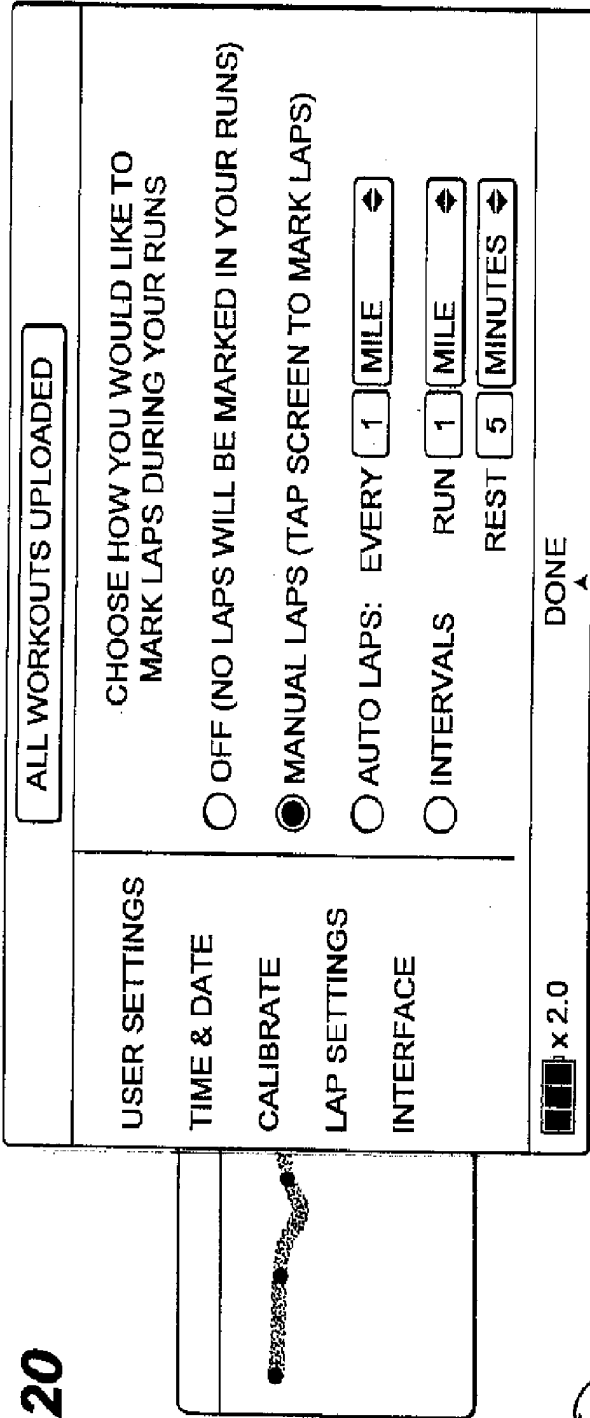 20
ALL WORKOUTS UPLOADED
USER SETTINGS
TIME & DATE
CALIBRATE
LAP SETTINGS
INTERFACE
CHOOSE HOW YOU WOULD LIKE TO
MARK LAPS DURING YOUR RUNS
OFF (NO LAPS WILL BE MARKED IN YOUR RUNS)
MANUAL LAPS (TAP SCREEN TO MARK LAPS)
AUTO LAPS: EVERY 1 MILE
INTERVALS RUN 1 MILE
REST 5 MINUTES
x 2.0
DONE